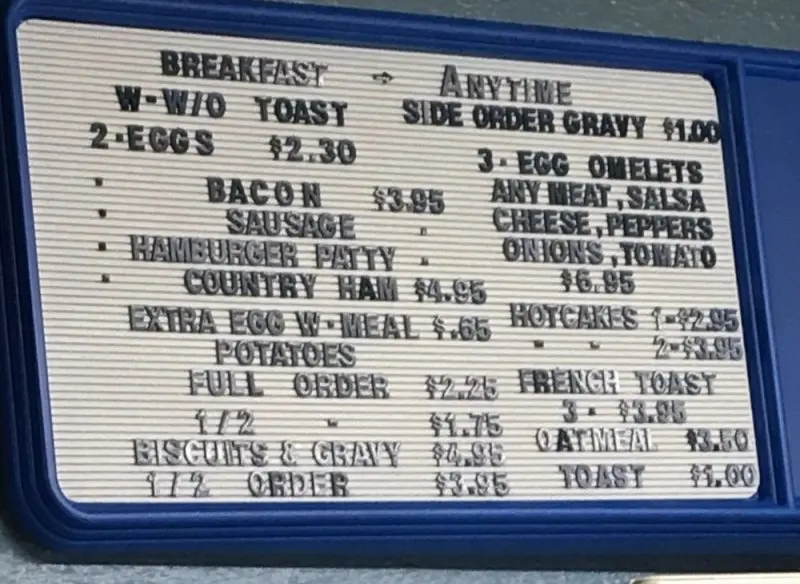 BREAKFAST → ANYTIME
W-W/O TOAST
2-EGGS $2.30
" BACON $3.95
" SAUSAGE "
" HAMBURGER PATTY "
" COUNTRY HAM $4.95
EXTRA EGG W-MEAL $.65
POTATOES
FULL ORDER $2.25
1/2 " $1.75
BISCUITS & GRAVY $4.95
1/2 ORDER $3.95
SIDE ORDER GRAVY $1.00
3-EGG OMELETS
ANY MEAT, SALSA
CHEESE, PEPPERS
ONIONS, TOMATO
$6.95
HOTCAKES 1-$2.95
" " 2-$3.95
FRENCH TOAST
3- $3.95
OATMEAL $3.50
TOAST $1.00